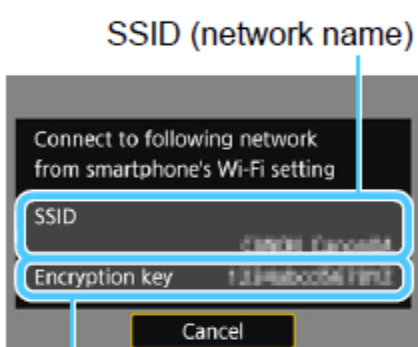 SSID (network name)
Connect to following network
from smartphone's Wi-Fi setting
SSID
Encryption key
Cancel